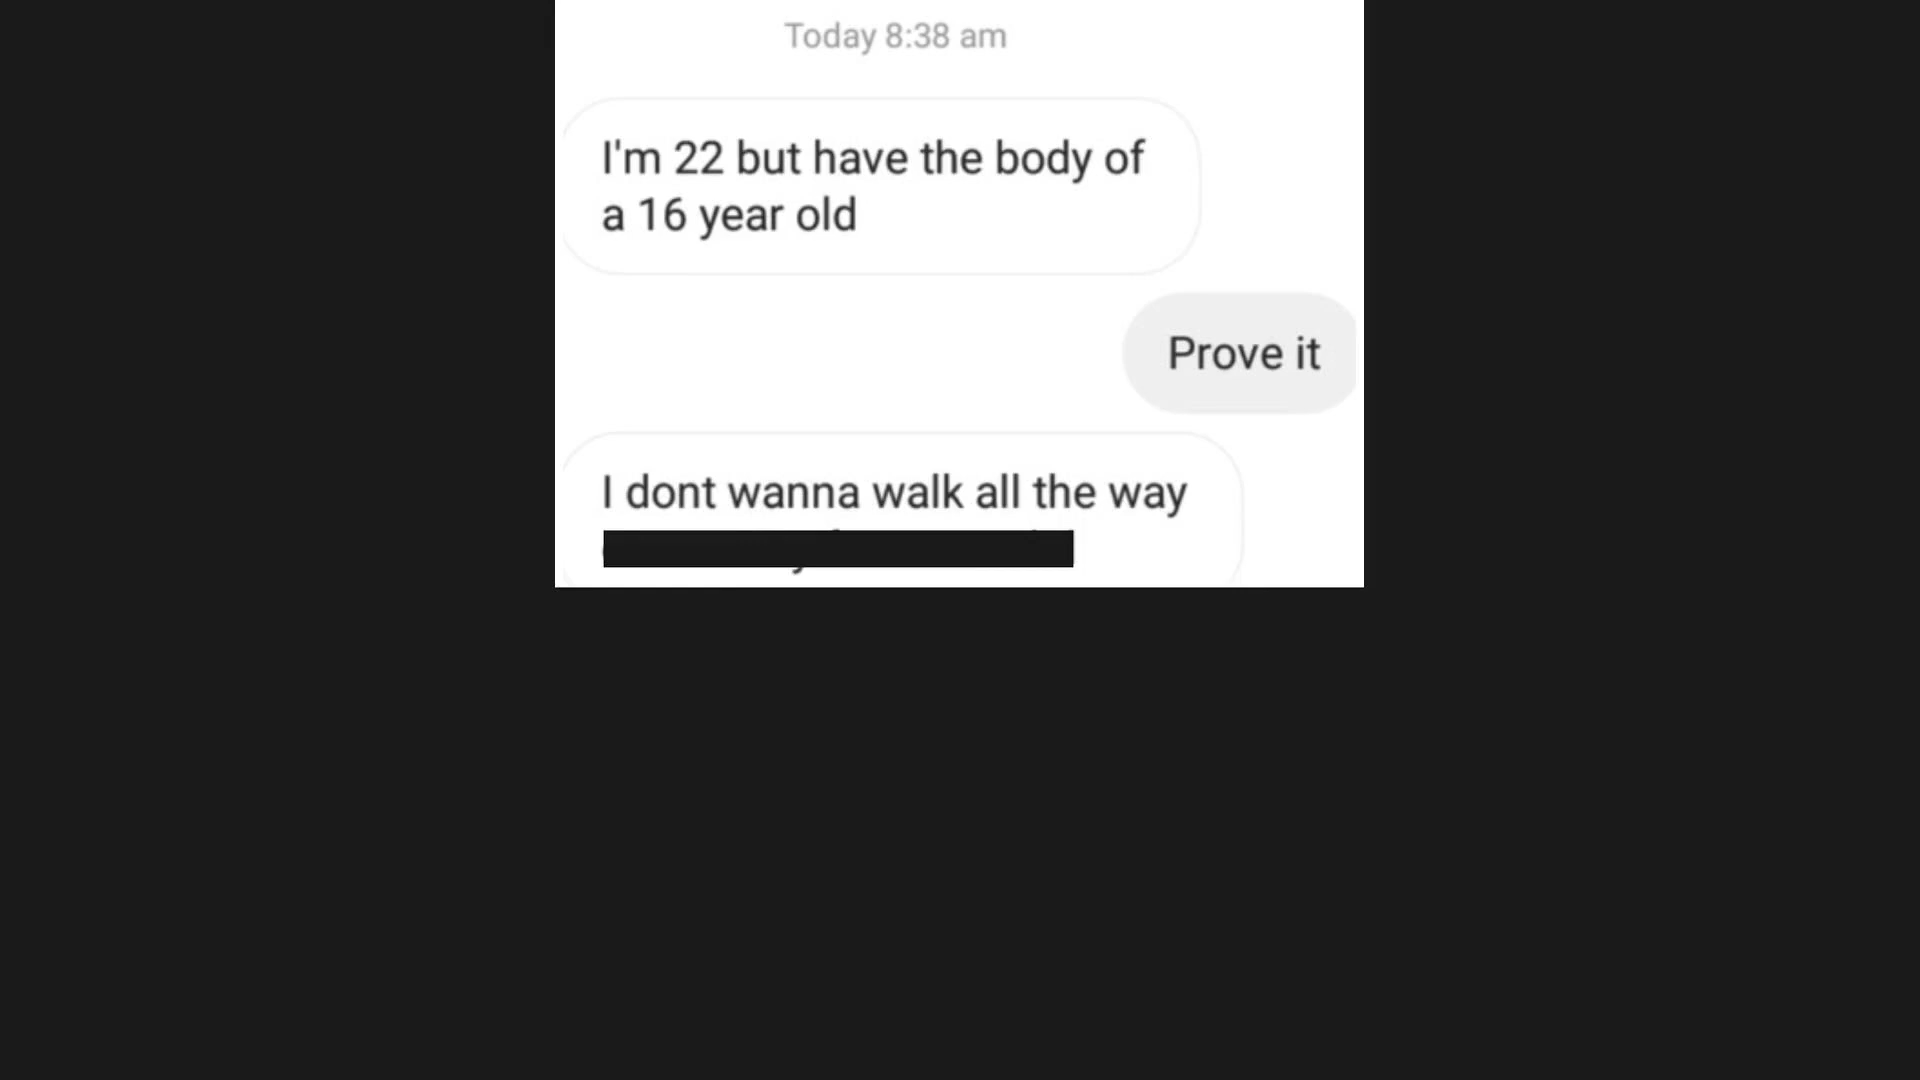 Today 8:38 am
I'm 22 but have the body of
a 16 year old
Prove it
I dont wanna walk all the way